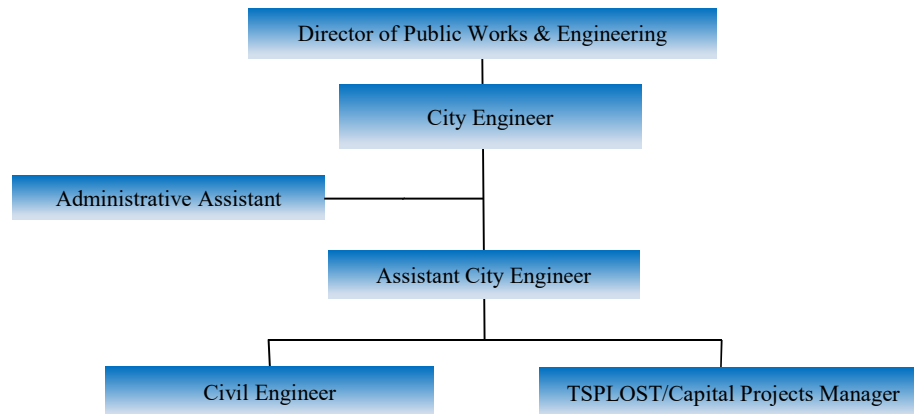 Director of Public Works & Engineering
City Engineer
Administrative Assistant
Assistant City Engineer
Civil Engineer
TSPLOST/Capital Projects Manager